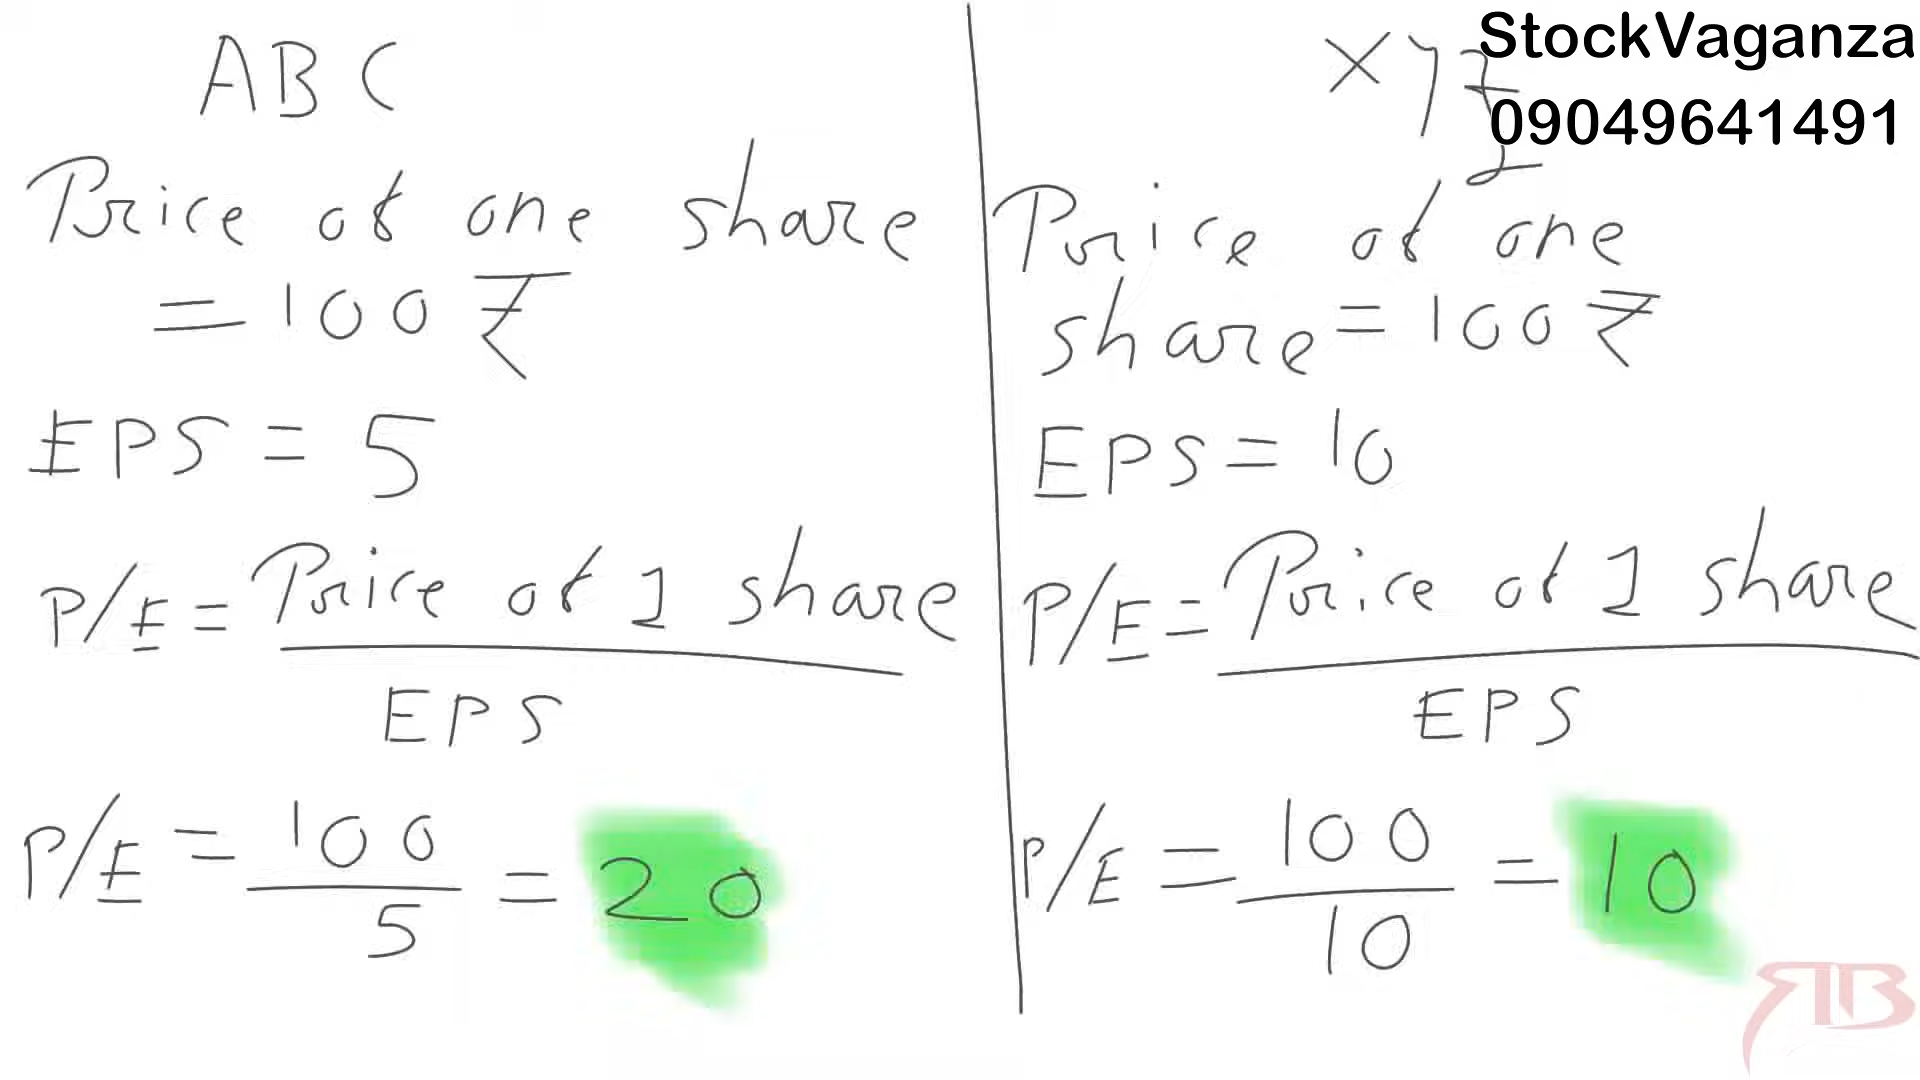 ABC
Price of one share
= 100 ₹
EPS = 5
P/E = Price of 1 share
EPS
P/E = 100
5
= 20
XYZ
StockVaganza
09049641491
Price of one
share = 100 ₹
EPS = 10
P/E = Price of 1 share
EPS
P/E = 100
10
= 10
RB